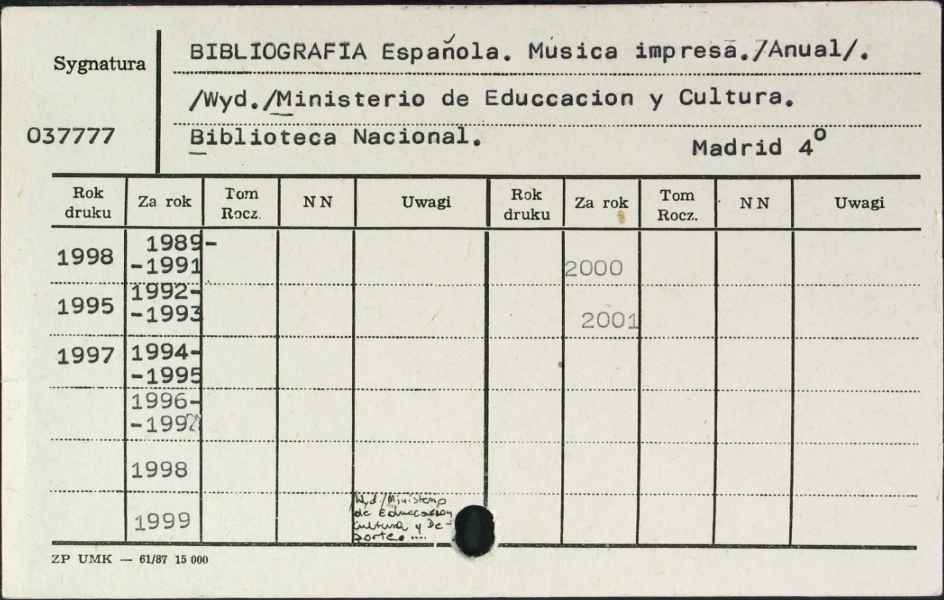 Sygnatura
BIBLIOGRAFIA Española. Musica impresa./Anual/.
/Wyd./Ministerio de Educcacion y Cultura.
037777
Biblioteca Nacional.
Madrid 4°
Rok druku
Za rok
Tom Rocz.
NN
Uwagi
Rok druku
Za rok
Tom Rocz.
NN
Uwagi
1998
1989-
-1991
2000
1995
1992-
-1993
2001
1997
1994-
-1995
1996-
1998
1999
Wyd./Ministerio
de Educcacion
Cultura y De-
porte....
ZP UMK — 61/87 15 000